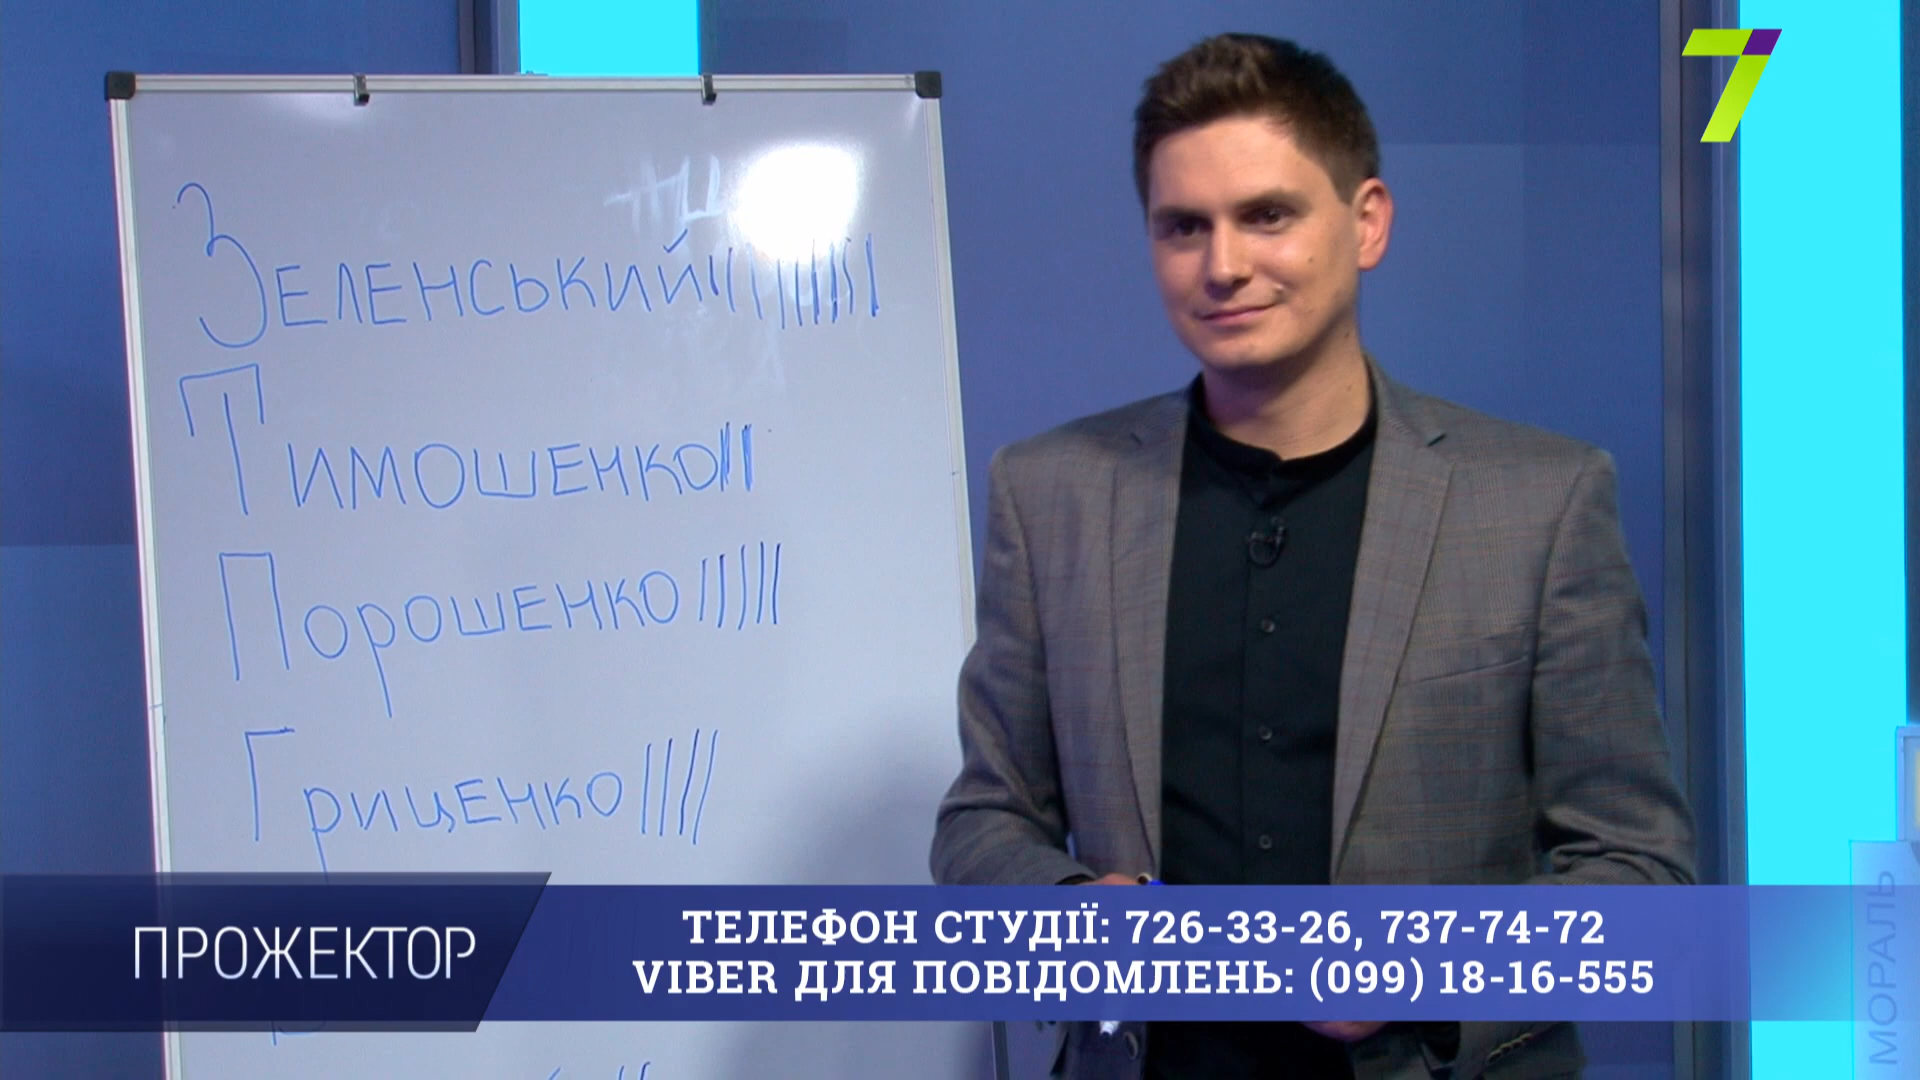 7
Зеленський
Тимошенко
Порошенко
Гриценко
ПРОЖЕКТОР
ТЕЛЕФОН СТУДІЇ: 726-33-26, 737-74-72
VIBER ДЛЯ ПОВІДОМЛЕНЬ: (099) 18-16-555
МОРАЛЬ